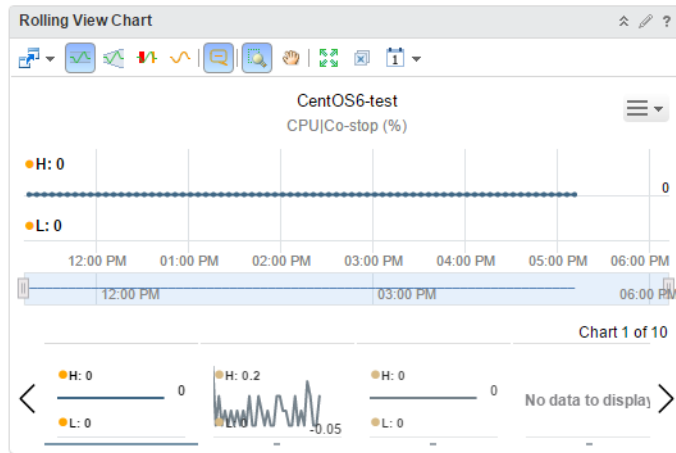 Rolling View Chart ?
1
CentOS6-test
CPU|Co-stop (%)
H: 0
0
L: 0
12:00 PM 01:00 PM 02:00 PM 03:00 PM 04:00 PM 05:00 PM 06:00 PM
12:00 PM 03:00 PM 06:00 PM
Chart 1 of 10
H: 0 H: 0.2 H: 0
0 0 No data to display
L: 0 L: 0 -0.05 L: 0